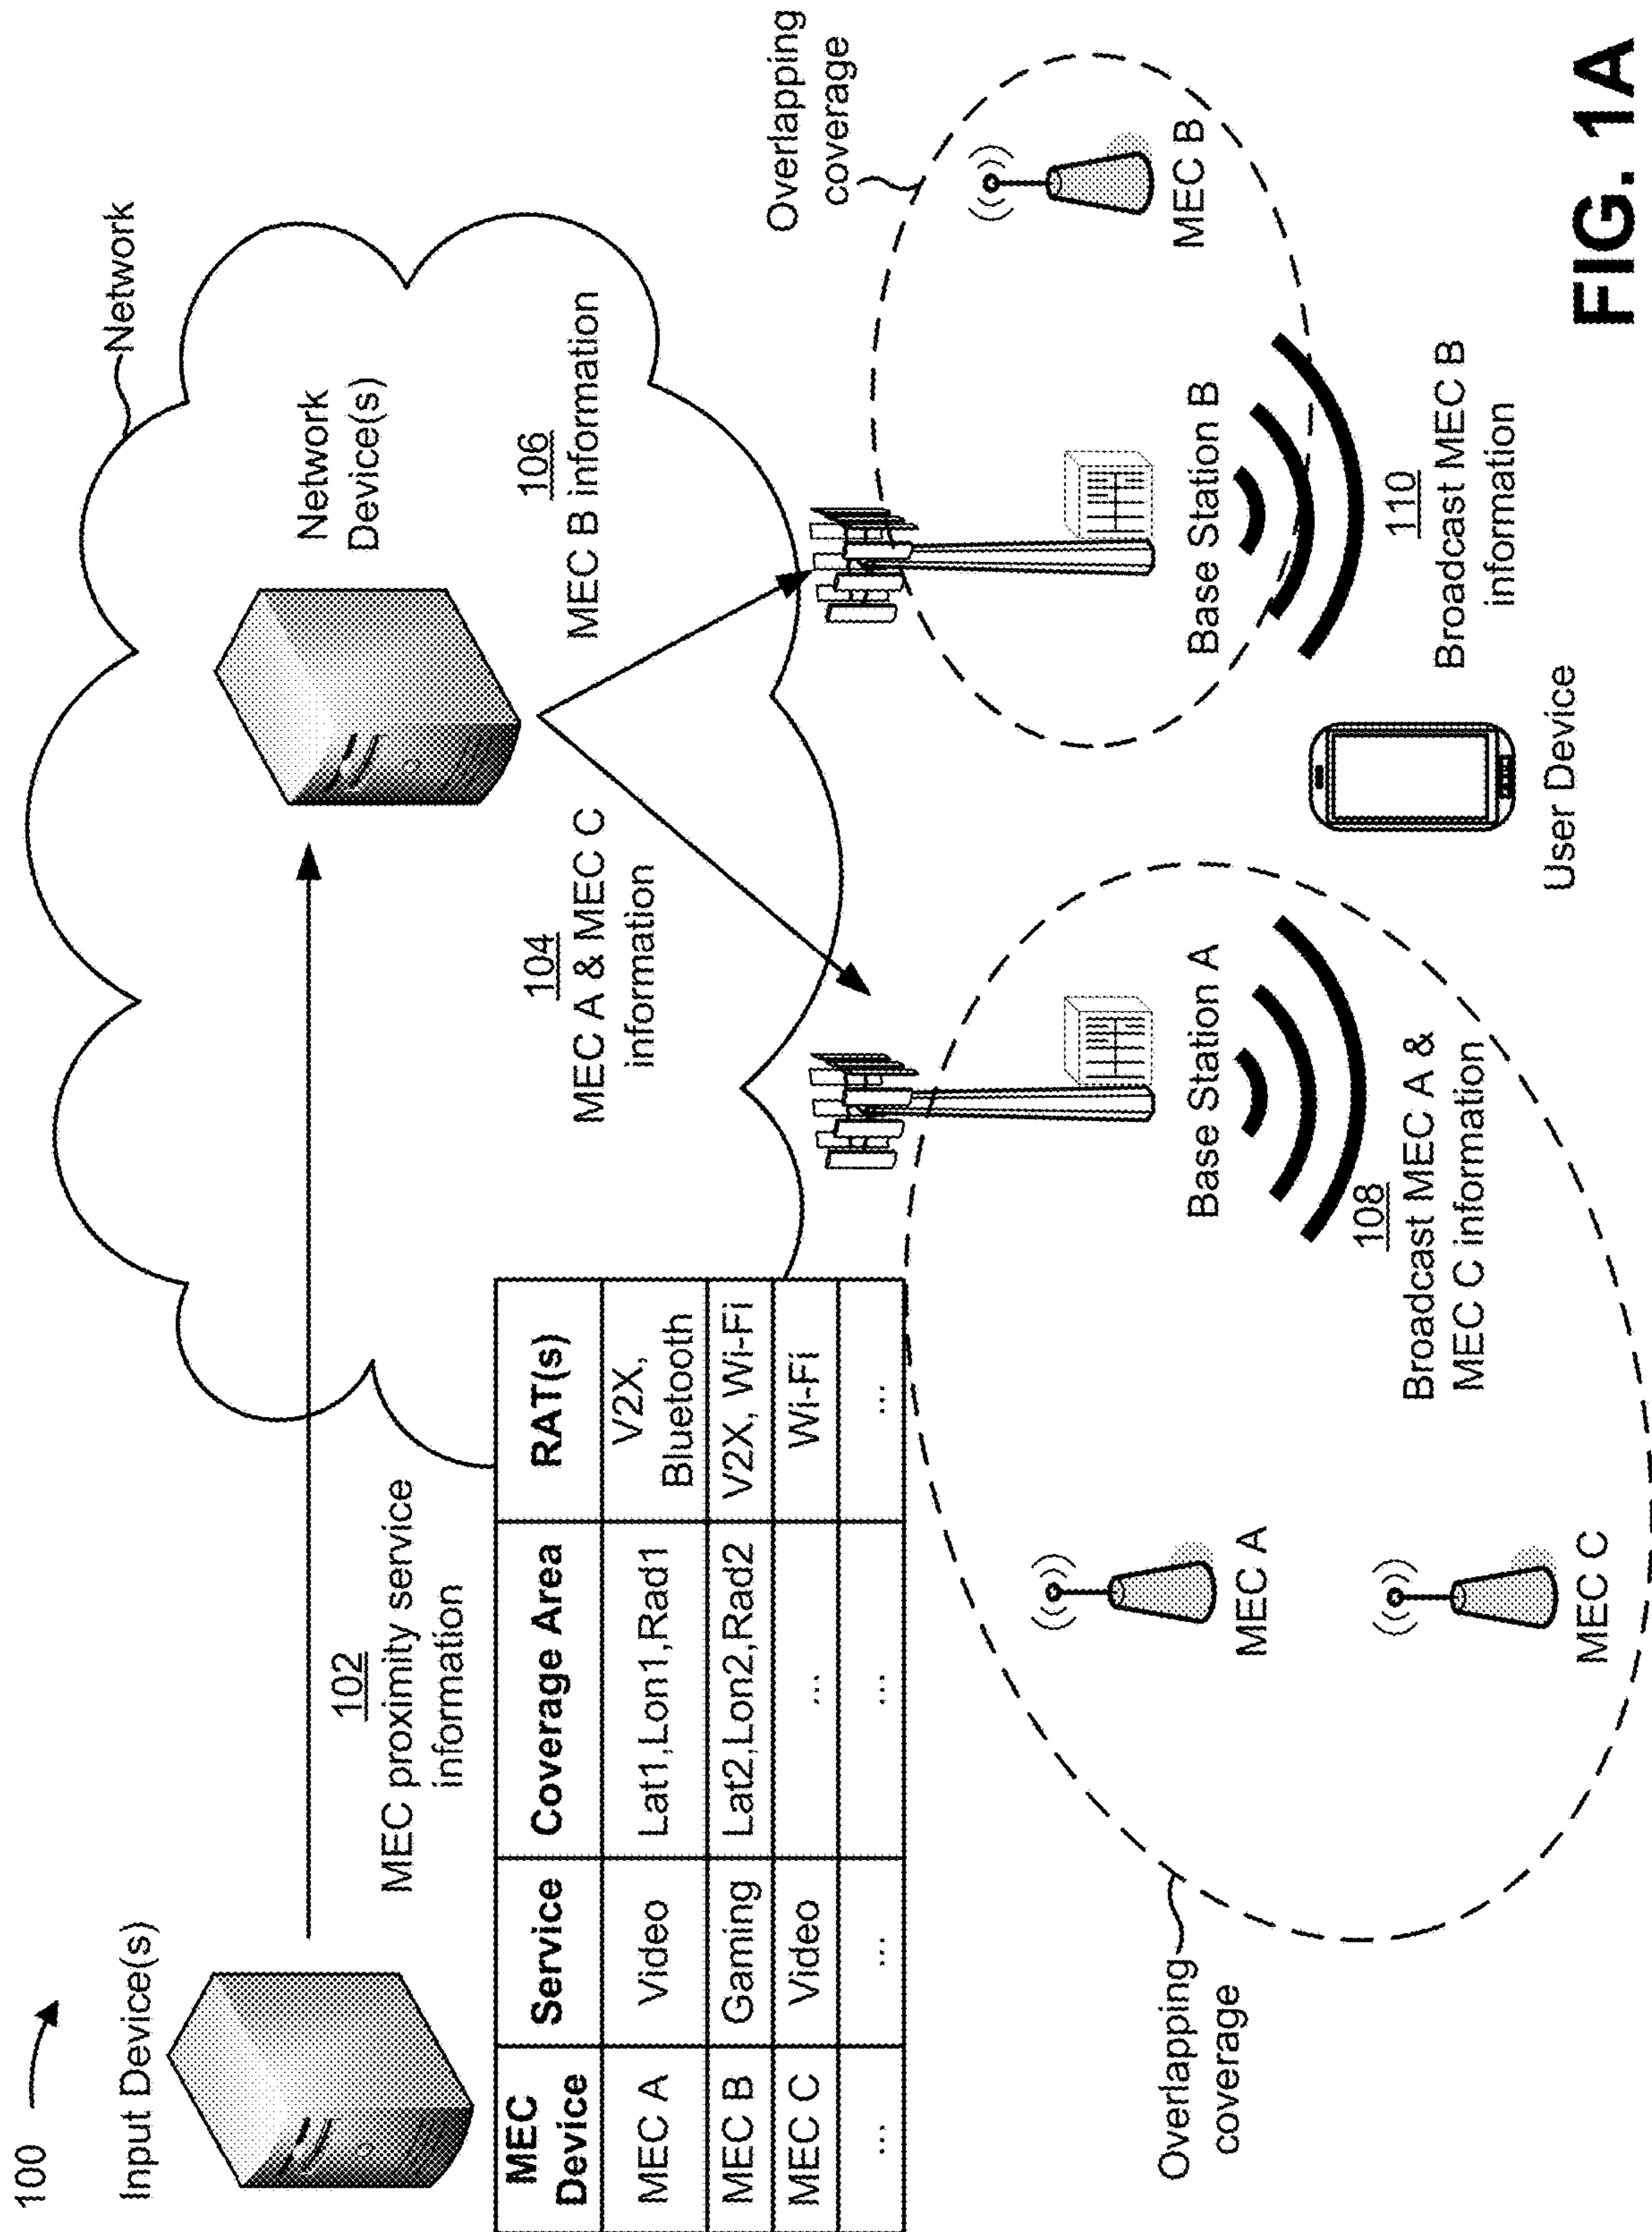 100
Input Device(s)
102
MEC proximity service
information
Network
Network
Device(s)
104
MEC A & MEC C
information
106
MEC B information
MEC Device	Service	Coverage Area	RAT(s)
MEC A	Video	Lat1,Lon1,Rad1	V2X, Bluetooth
MEC B	Gaming	Lat2,Lon2,Rad2	V2X, Wi-Fi
MEC C	Video	...	Wi-Fi
...	...	...	...
Overlapping
coverage
MEC A
MEC C
Base Station A
108
Broadcast MEC A &
MEC C information
User Device
Overlapping
coverage
Base Station B
MEC B
110
Broadcast MEC B
information
FIG. 1A